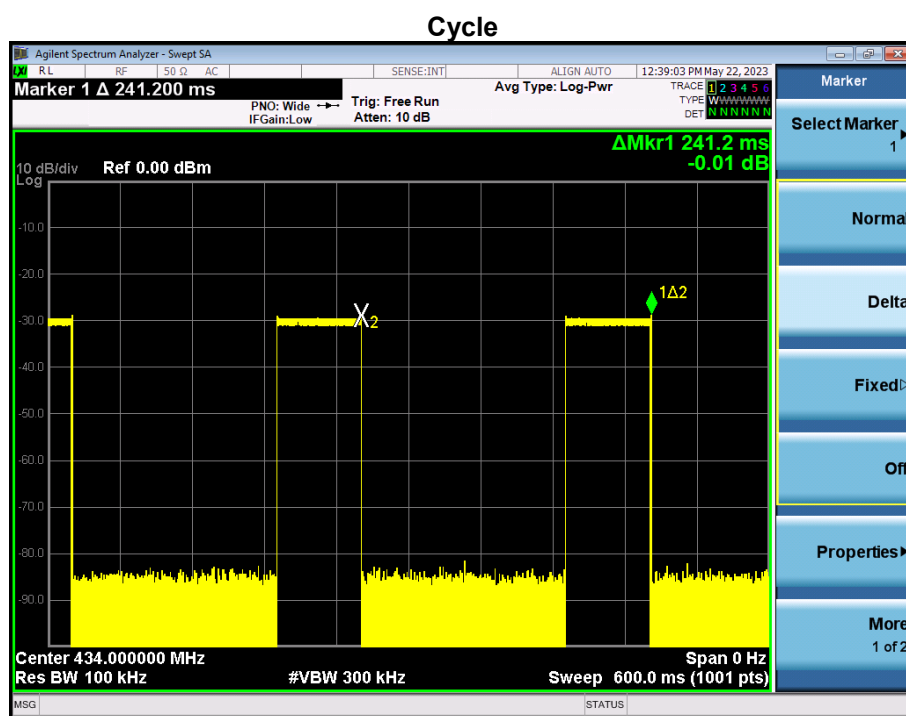 Cycle
Agilent Spectrum Analyzer - Swept SA
LXI RL RF 50 Ω AC SENSE:INT ALIGN AUTO 12:39:03 PM May 22, 2023
Marker 1 Δ 241.200 ms
PNO: Wide
IFGain:Low
Trig: Free Run
Atten: 10 dB
Avg Type: Log-Pwr
TRACE 1 2 3 4 5 6
TYPE WWWWWW
DET N N N N N N
ΔMkr1 241.2 ms
-0.01 dB
10 dB/div Ref 0.00 dBm
Log
-10.0
-20.0
-30.0
-40.0
-50.0
-60.0
-70.0
-80.0
-90.0
X2
1Δ2
Center 434.000000 MHz Span 0 Hz
Res BW 100 kHz #VBW 300 kHz Sweep 600.0 ms (1001 pts)
MSG STATUS
Marker
Select Marker
1
Norma
Delta
Fixed
Off
Properties
More
1 of 2